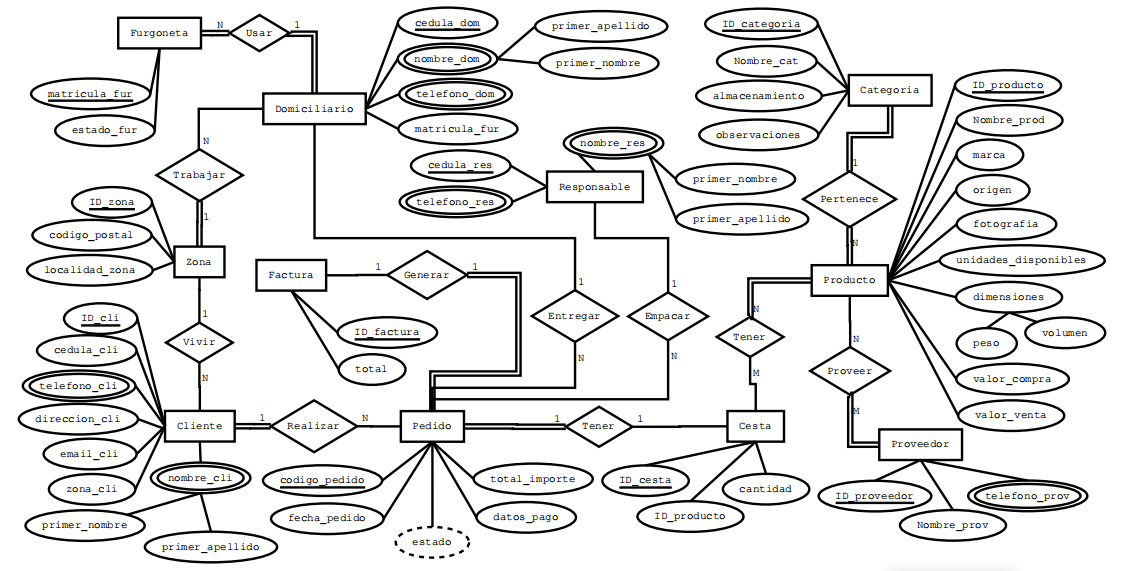 Furgoneta
N
Usar
1
cedula_dom
nombre_dom
telefono_dom
matricula_fur
primer_apellido
primer_nombre
matricula_fur
estado_fur
Domiciliario
ID_categoria
Nombre_cat
almacenamiento
observaciones
Categoria
ID_producto
Nombre_prod
marca
origen
fotografia
unidades_disponibles
dimensiones
peso
volumen
valor_compra
valor_venta
N
Trabajar
1
nombre_res
cedula_res
telefono_res
Responsable
primer_nombre
primer_apellido
1
Pertenece
N
ID_zona
codigo_postal
localidad_zona
Zona
Factura
1
Generar
1
Producto
ID_factura
total
1
Entregar
N
1
Empacar
N
N
Tener
M
N
Proveer
M
1
Vivir
N
ID_cli
cedula_cli
telefono_cli
direccion_cli
email_cli
zona_cli
nombre_cli
primer_nombre
primer_apellido
Cliente
1
Realizar
N
Pedido
1
Tener
1
Cesta
Proveedor
codigo_pedido
fecha_pedido
estado
datos_pago
total_importe
ID_cesta
ID_producto
cantidad
ID_proveedor
Nombre_prov
telefono_prov